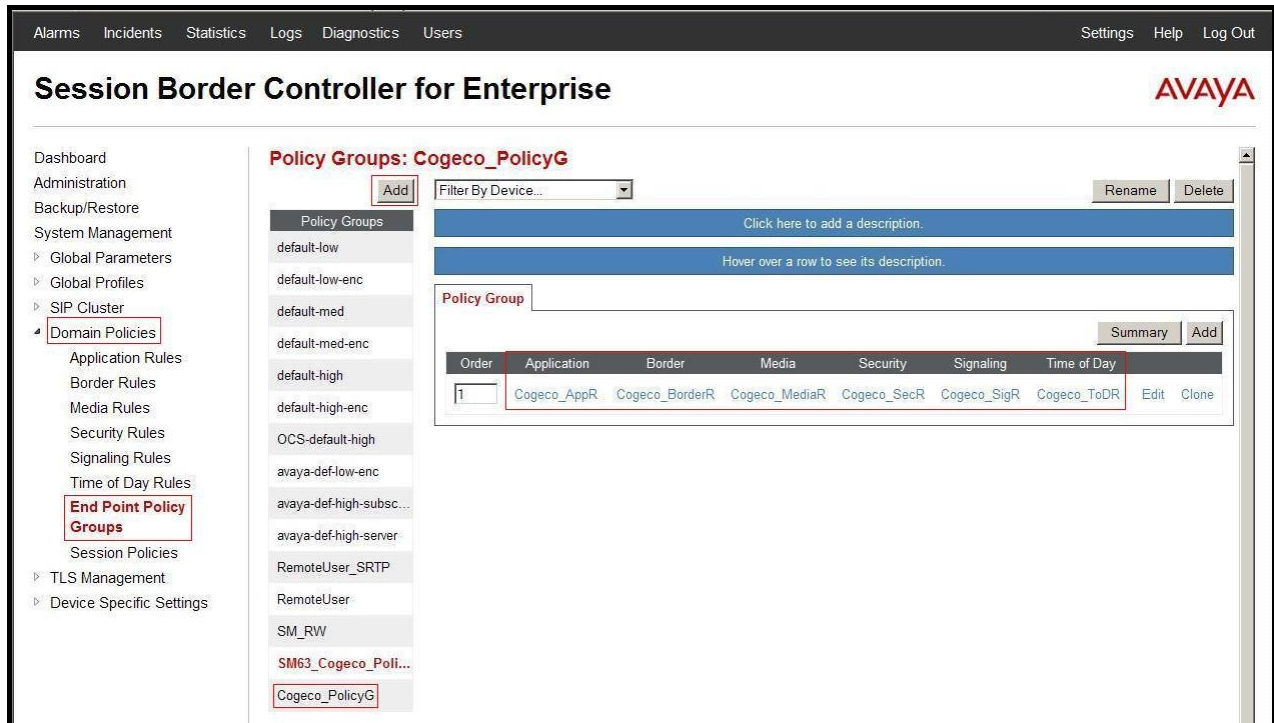 Alarms Incidents Statistics Logs Diagnostics Users Settings Help Log Out
Session Border Controller for Enterprise
AVAYA
Dashboard
Administration
Backup/Restore
System Management
Global Parameters
Global Profiles
SIP Cluster
Domain Policies
Application Rules
Border Rules
Media Rules
Security Rules
Signaling Rules
Time of Day Rules
End Point Policy
Groups
Session Policies
TLS Management
Device Specific Settings
Policy Groups: Cogeco_PolicyG
Add
Filter By Device...
Rename Delete
Policy Groups
default-low
default-low-enc
default-med
default-med-enc
default-high
default-high-enc
OCS-default-high
avaya-def-low-enc
avaya-def-high-subsc...
avaya-def-high-server
RemoteUser_SRTP
RemoteUser
SM_RW
SM63_Cogeco_Poli...
Cogeco_PolicyG
Click here to add a description.
Hover over a row to see its description.
Policy Group
Summary Add
Order Application Border Media Security Signaling Time of Day
1 Cogeco_AppR Cogeco_BorderR Cogeco_MediaR Cogeco_SecR Cogeco_SigR Cogeco_ToDR Edit Clone